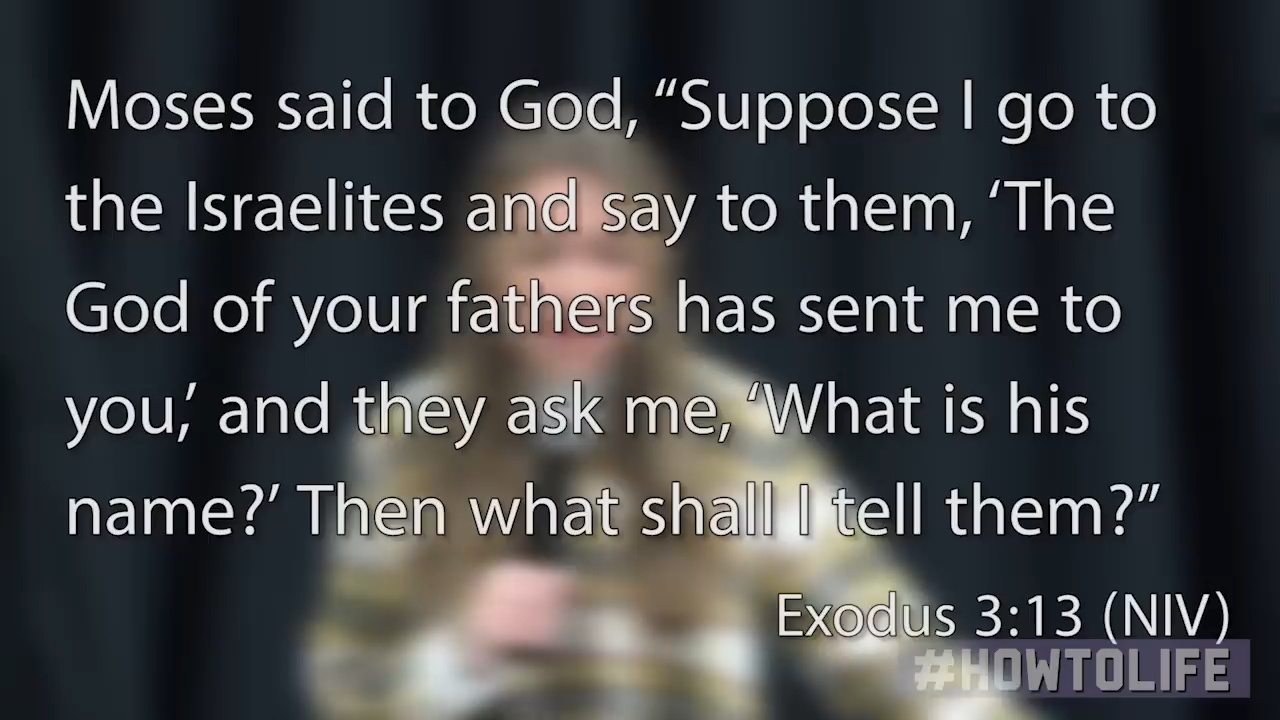 Moses said to God, “Suppose I go to
the Israelites and say to them, ‘The
God of your fathers has sent me to
you,’ and they ask me, ‘What is his
name?’ Then what shall I tell them?”
Exodus 3:13 (NIV)
#HOWTOLIFE